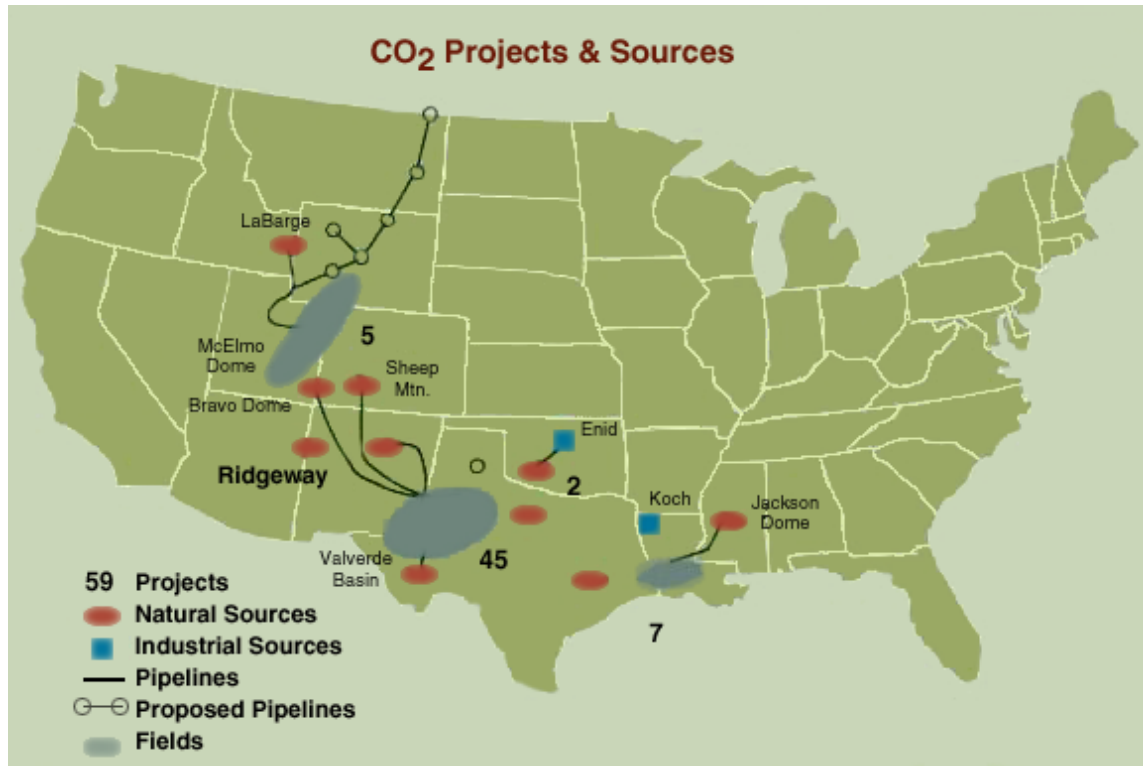 CO2 Projects & Sources
LaBarge
5
McElmo
Dome
Sheep
Mtn.
Bravo Dome
Enid
Ridgeway
2
Koch
Jackson
Dome
Valverde
Basin
45
7
59 Projects
Natural Sources
Industrial Sources
Pipelines
Proposed Pipelines
Fields